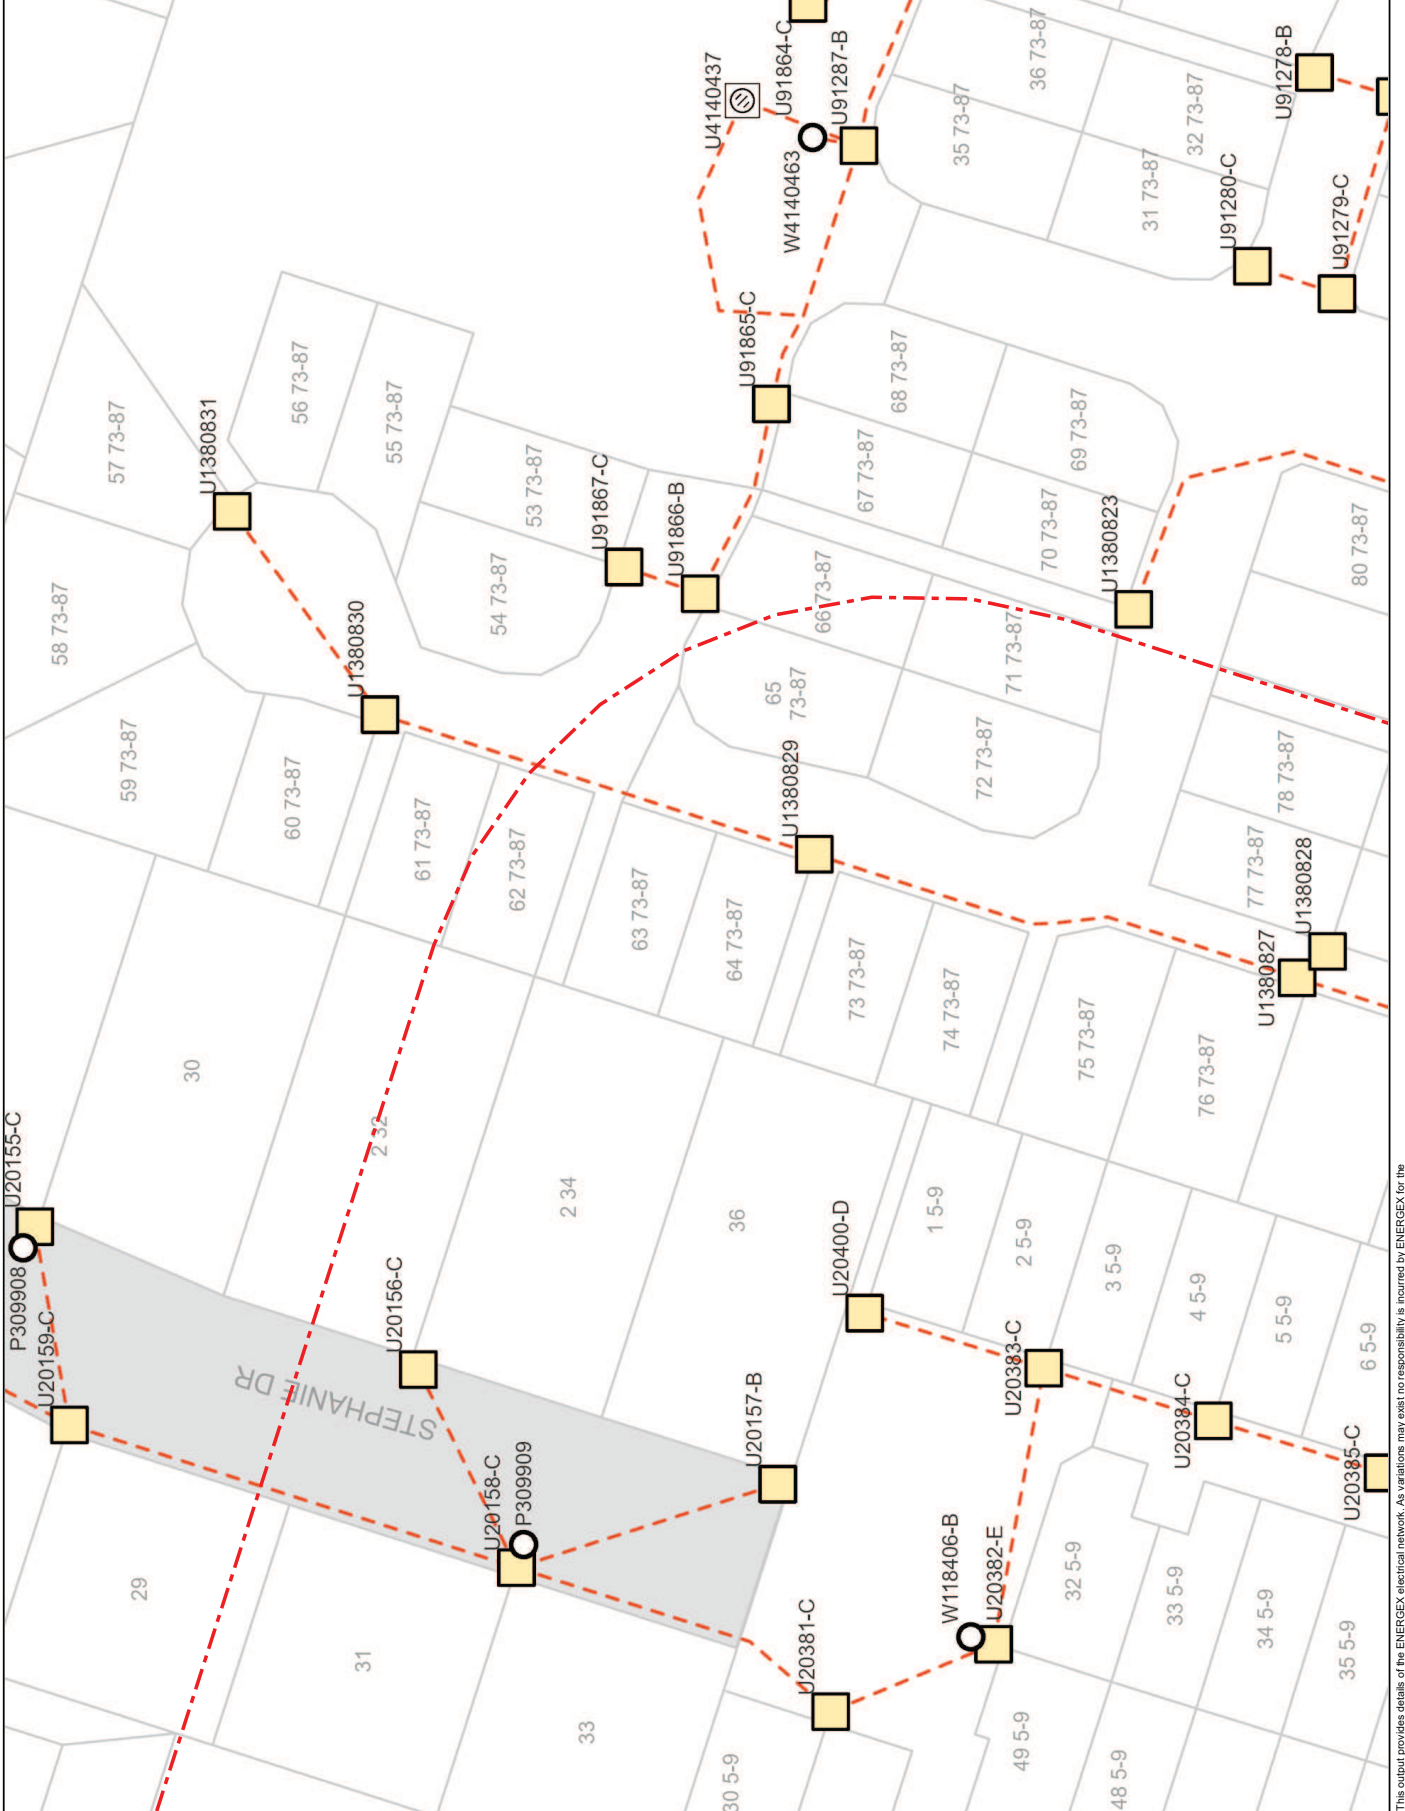 U91864-C
U4140437
U91287-B
W4140463
36 73-87
35 73-87
32 73-87
31 73-87
U91278-B
U91280-C
U91279-C
U91865-C
68 73-87
67 73-87
69 73-87
70 73-87
U1380823
80 73-87
57 73-87
U1380831
56 73-87
55 73-87
53 73-87
U91867-C
U91866-B
54 73-87
58 73-87
U1380830
66 73-87
65
73-87
71 73-87
72 73-87
78 73-87
77 73-87
U1380828
U1380827
59 73-87
60 73-87
61 73-87
62 73-87
63 73-87
64 73-87
U1380829
73 73-87
74 73-87
75 73-87
76 73-87
30
2 32
2 34
36
U20155-C
P309908
U20159-C
STEPHANIE DR
U20156-C
U20158-C
P309909
U20157-B
U20400-D
1 5-9
2 5-9
3 5-9
4 5-9
5 5-9
6 5-9
U20383-C
U20384-C
U20385-C
29
31
33
U20381-C
W118406-B
U20382-E
32 5-9
33 5-9
34 5-9
35 5-9
30 5-9
49 5-9
48 5-9
This output provides details of the ENERGEX electrical network. As variations may exist no responsibility is incurred by ENERGEX for the